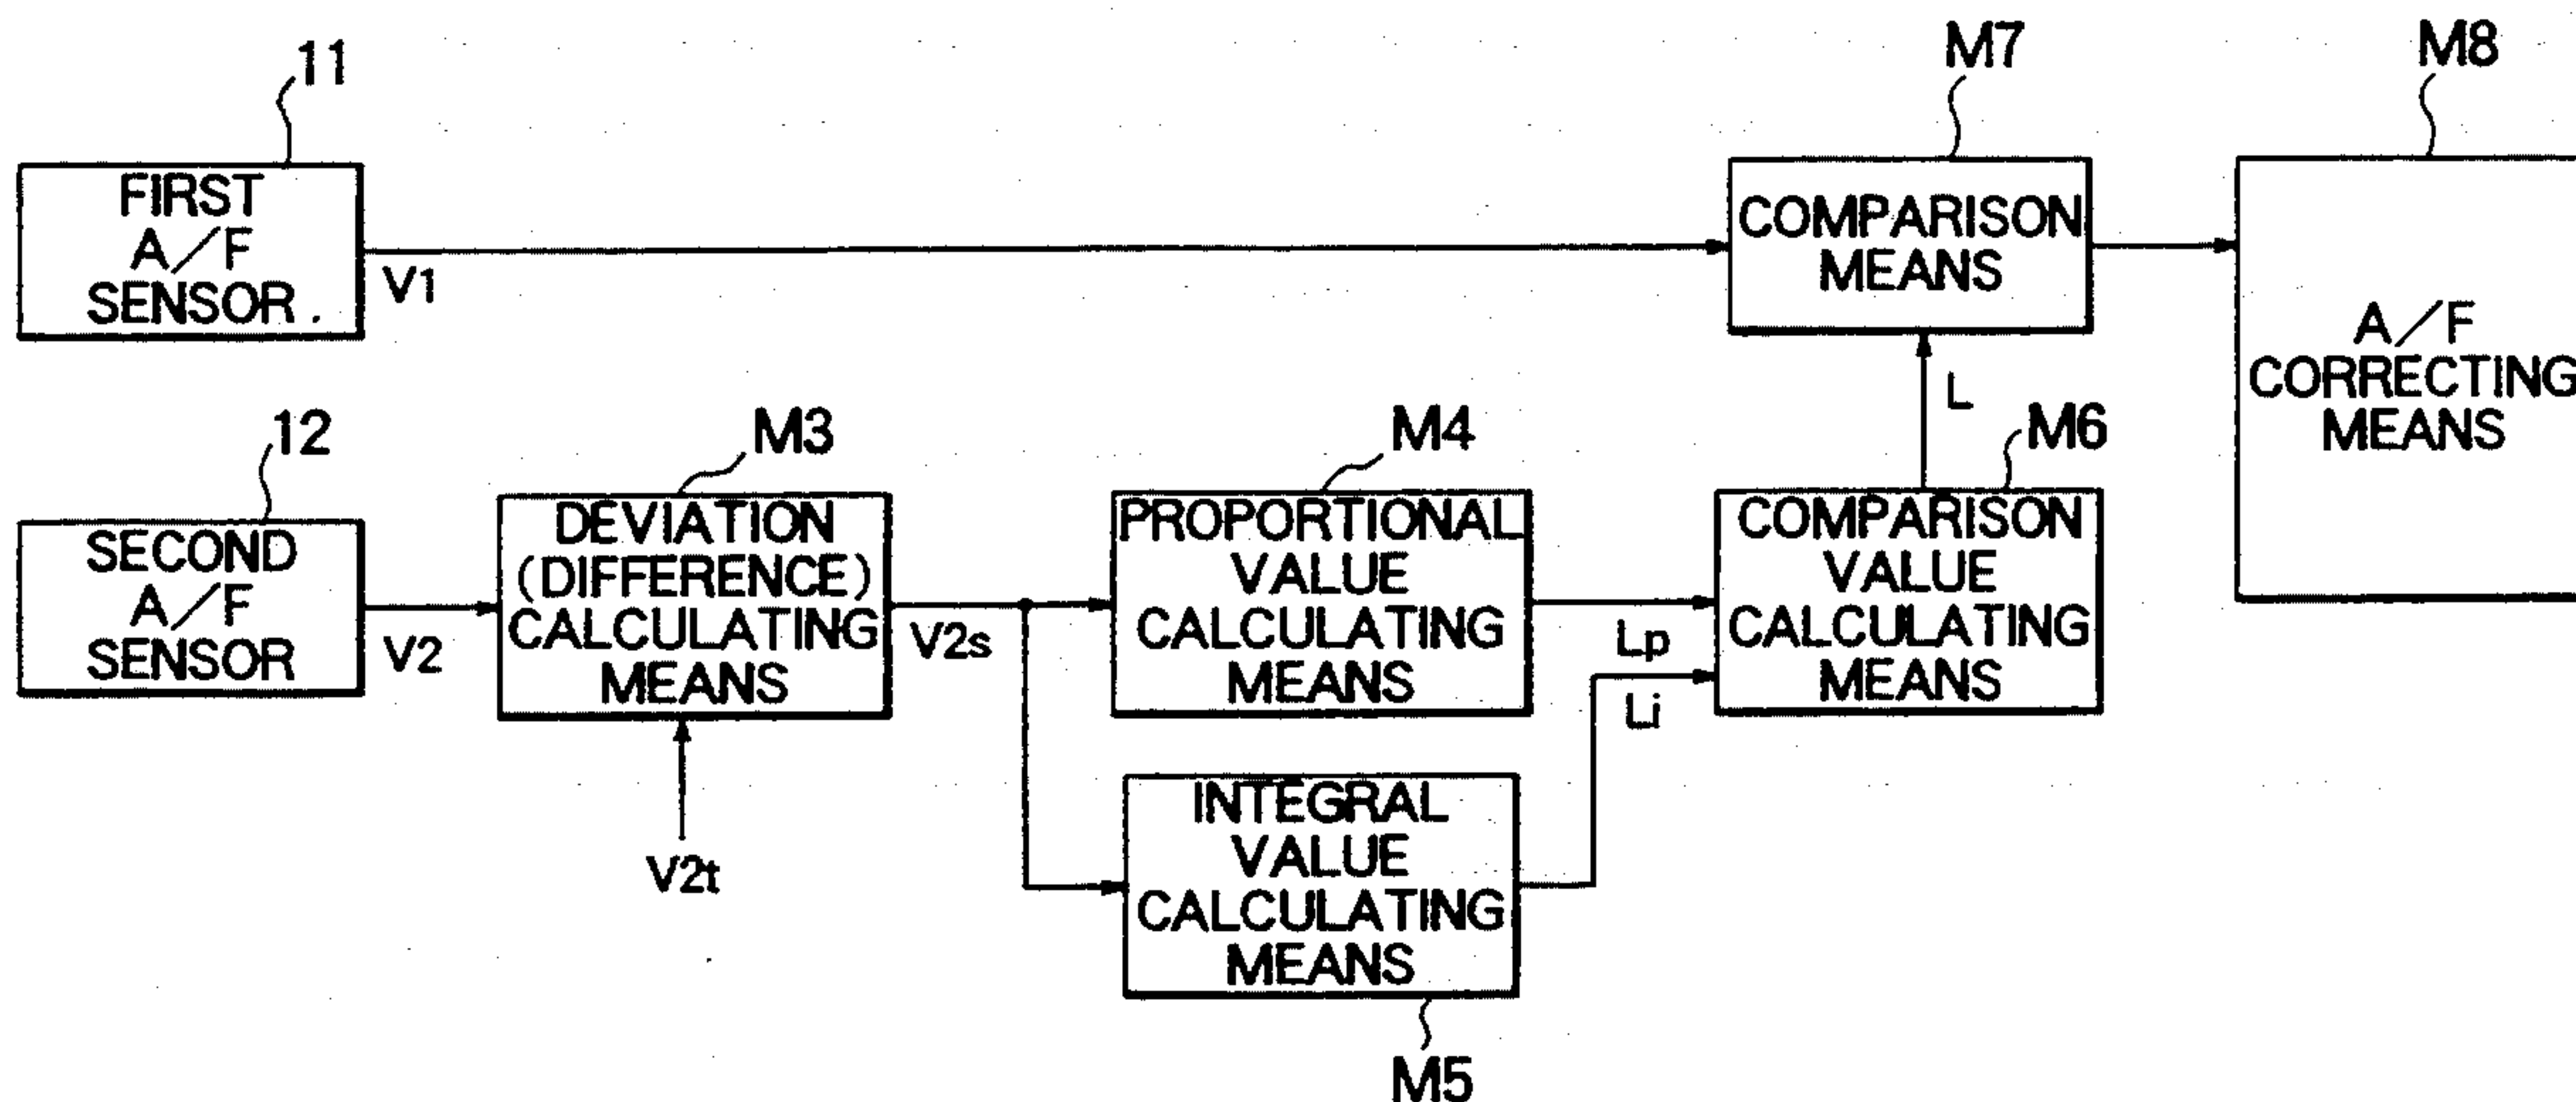 11
FIRST
A/F
SENSOR
V1
M7
COMPARISON
MEANS
M8
A/F
CORRECTING
MEANS
12
SECOND
A/F
SENSOR
V2
M3
DEVIATION
(DIFFERENCE)
CALCULATING
MEANS
V2t
V2s
M4
PROPORTIONAL
VALUE
CALCULATING
MEANS
Lp
Li
L
M6
COMPARISON
VALUE
CALCULATING
MEANS
INTEGRAL
VALUE
CALCULATING
MEANS
M5